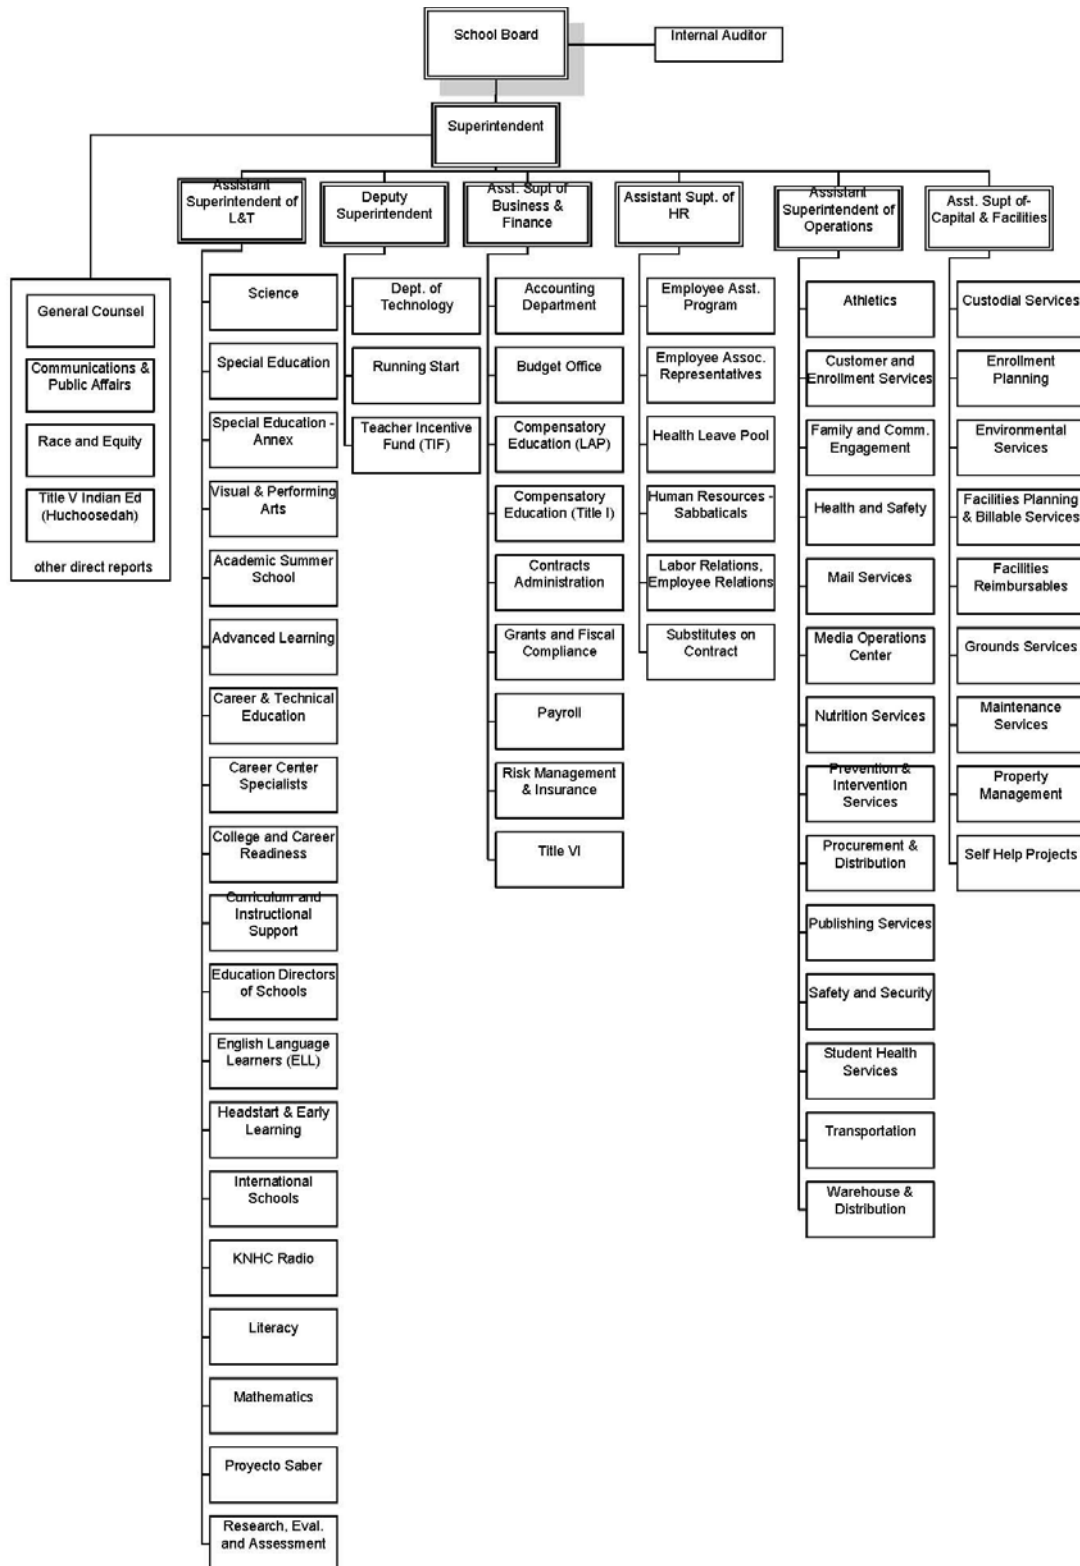 School Board
Internal Auditor
Superintendent
Assistant
Superintendent of
L&T
Deputy
Superintendent
Asst. Supt of
Business &
Finance
Assistant Supt. of
HR
Assistant
Superintendent of
Operations
Asst. Supt of-
Capital & Facilities
General Counsel
Communications &
Public Affairs
Race and Equity
Title V Indian Ed
(Huchoosedah)
other direct reports
Science
Special Education
Special Education -
Annex
Visual & Performing
Arts
Academic Summer
School
Advanced Learning
Career & Technical
Education
Career Center
Specialists
College and Career
Readiness
Curriculum and
Instructional
Support
Education Directors
of Schools
English Language
Learners (ELL)
Headstart & Early
Learning
International
Schools
KNHC Radio
Literacy
Mathematics
Proyecto Saber
Research, Eval.
and Assessment
Dept. of
Technology
Running Start
Teacher Incentive
Fund (TIF)
Accounting
Department
Budget Office
Compensatory
Education (LAP)
Compensatory
Education (Title I)
Contracts
Administration
Grants and Fiscal
Compliance
Payroll
Risk Management
& Insurance
Title VI
Employee Asst.
Program
Employee Assoc.
Representatives
Health Leave Pool
Human Resources -
Sabbaticals
Labor Relations,
Employee Relations
Substitutes on
Contract
Athletics
Customer and
Enrollment Services
Family and Comm.
Engagement
Health and Safety
Mail Services
Media Operations
Center
Nutrition Services
Prevention &
Intervention
Services
Procurement &
Distribution
Publishing Services
Safety and Security
Student Health
Services
Transportation
Warehouse &
Distribution
Custodial Services
Enrollment
Planning
Environmental
Services
Facilities Planning
& Billable Services
Facilities
Reimbursables
Grounds Services
Maintenance
Services
Property
Management
Self Help Projects